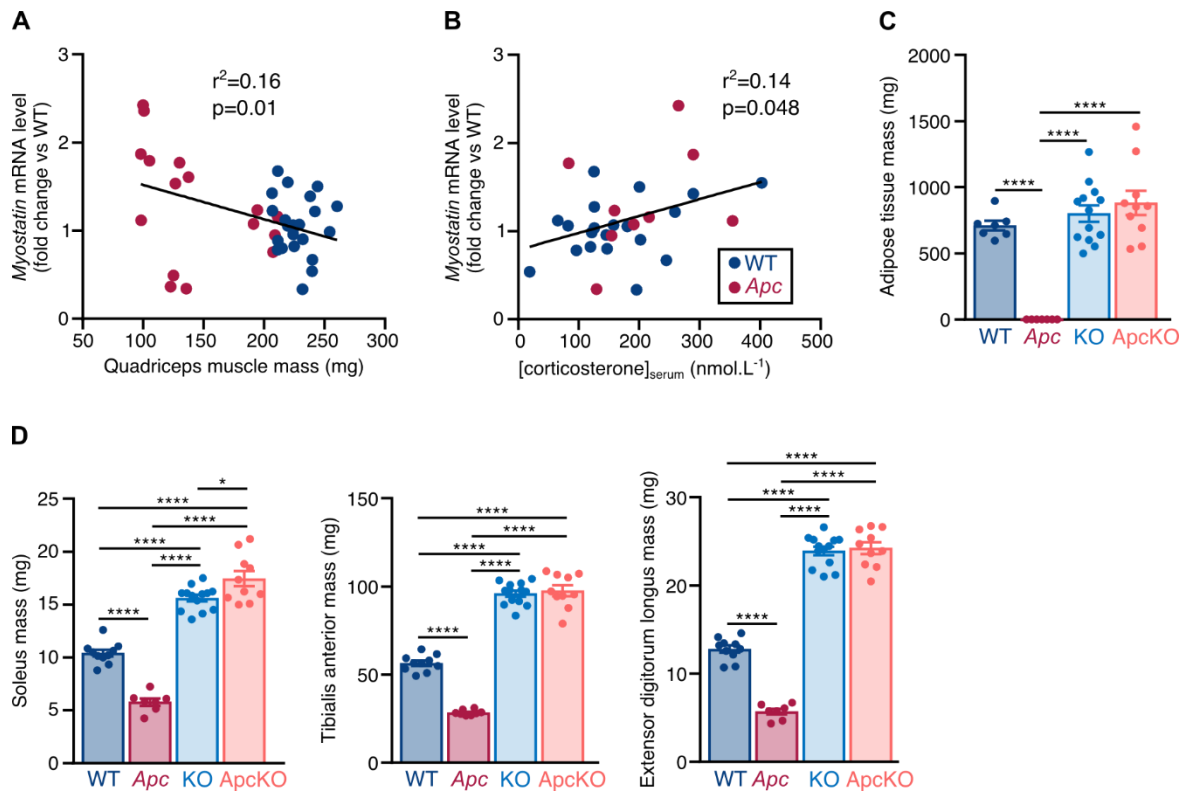 A
Myostatin mRNA level
(fold change vs WT)
3
2
1
0
r²=0.16
p=0.01
50 100 150 200 250 300
Quadriceps muscle mass (mg)
B
Myostatin mRNA level
(fold change vs WT)
3
2
1
0
r²=0.14
p=0.048
WT
Apc
0 100 200 300 400 500
[corticosterone]serum (nmol.L⁻¹)
C
Adipose tissue mass (mg)
2000
1500
1000
500
0
****
****
****
WT Apc KO ApcKO
D
Soleus mass (mg)
25
20
15
10
5
0
*
****
****
****
****
****
WT Apc KO ApcKO
Tibialis anterior mass (mg)
150
100
50
0
****
****
****
****
****
WT Apc KO ApcKO
Extensor digitorum longus mass (mg)
30
20
10
0
****
****
****
****
****
WT Apc KO ApcKO